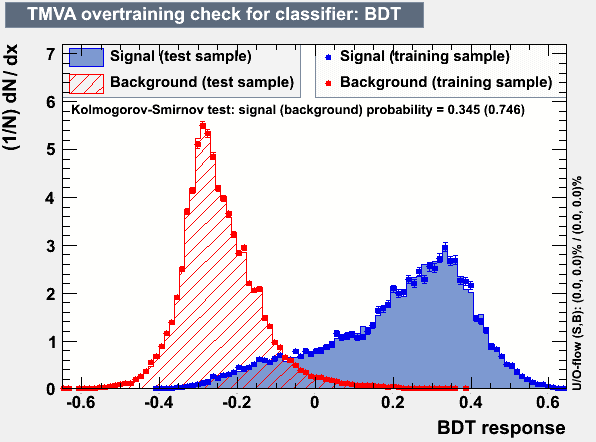 TMVA overtraining check for classifier: BDT
(1/N) dN / dx
7
6
5
4
3
2
1
0
Signal (test sample)
Background (test sample)
Signal (training sample)
Background (training sample)
Kolmogorov-Smirnov test: signal (background) probability = 0.345 (0.746)
U/O-flow (S,B): (0.0, 0.0)% / (0.0, 0.0)%
-0.6 -0.4 -0.2 0 0.2 0.4 0.6
BDT response